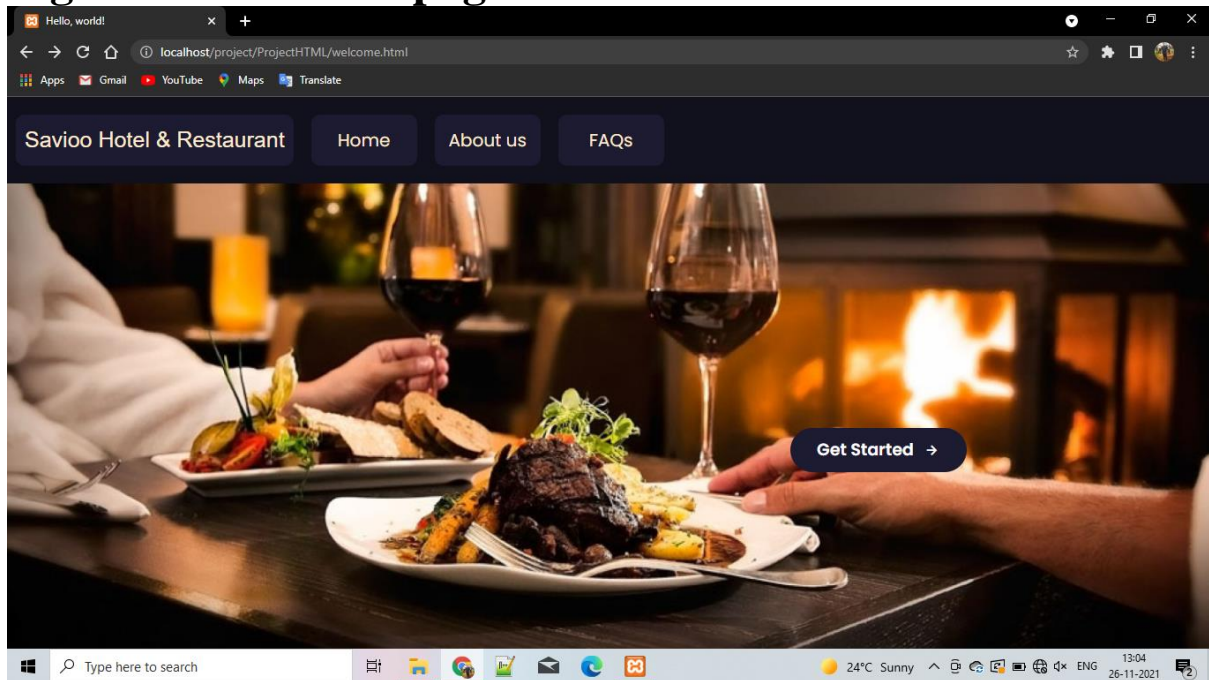 Hello, world!
localhost/project/ProjectHTML/welcome.html
Apps Gmail YouTube Maps Translate
Savioo Hotel & Restaurant Home About us FAQs
Get Started →
Type here to search
24°C Sunny ENG 13:04
26-11-2021 2